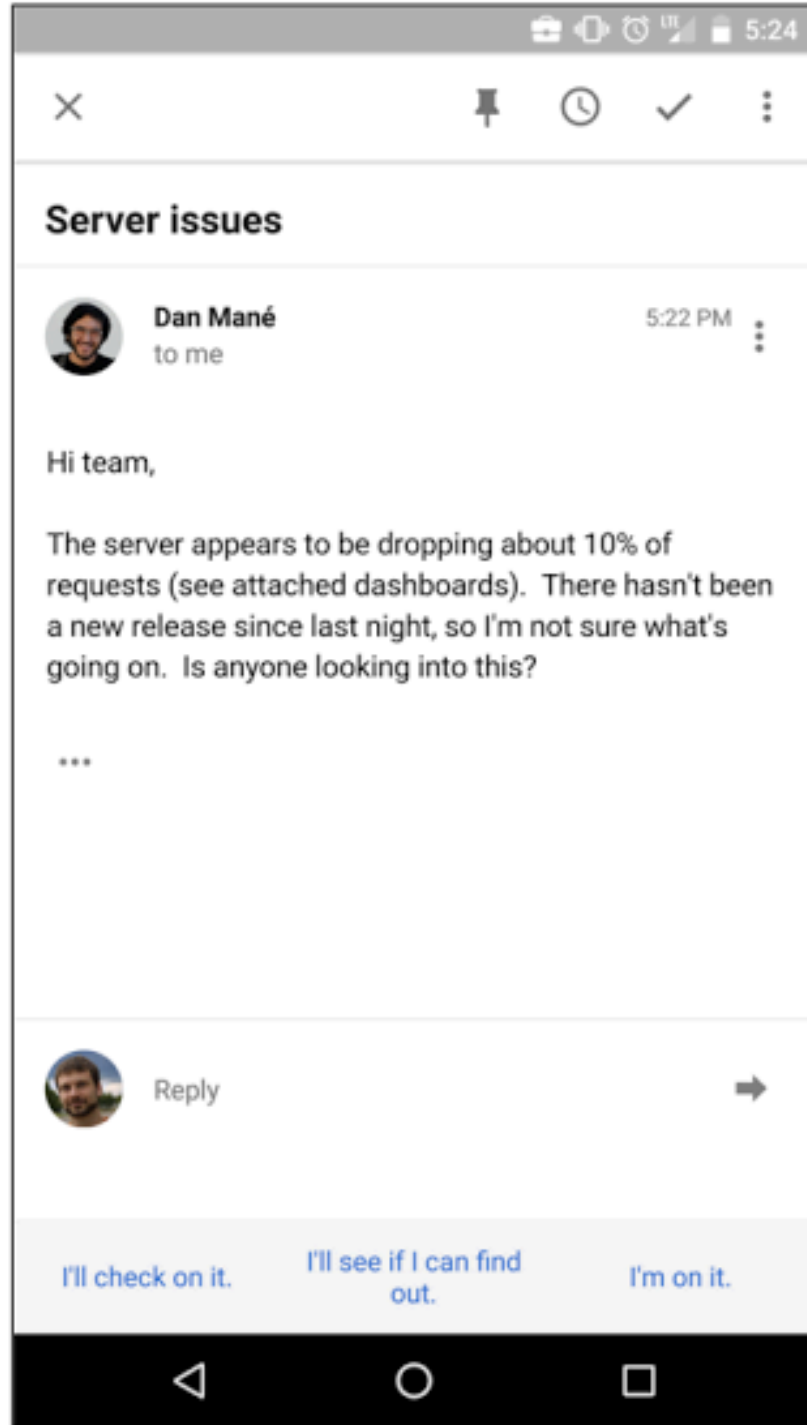 LTE 5:24
Server issues
Dan Mané 5:22 PM
to me
Hi team,
The server appears to be dropping about 10% of
requests (see attached dashboards).  There hasn't been
a new release since last night, so I'm not sure what's
going on.  Is anyone looking into this?
...
Reply
I'll check on it.
I'll see if I can find
out.
I'm on it.